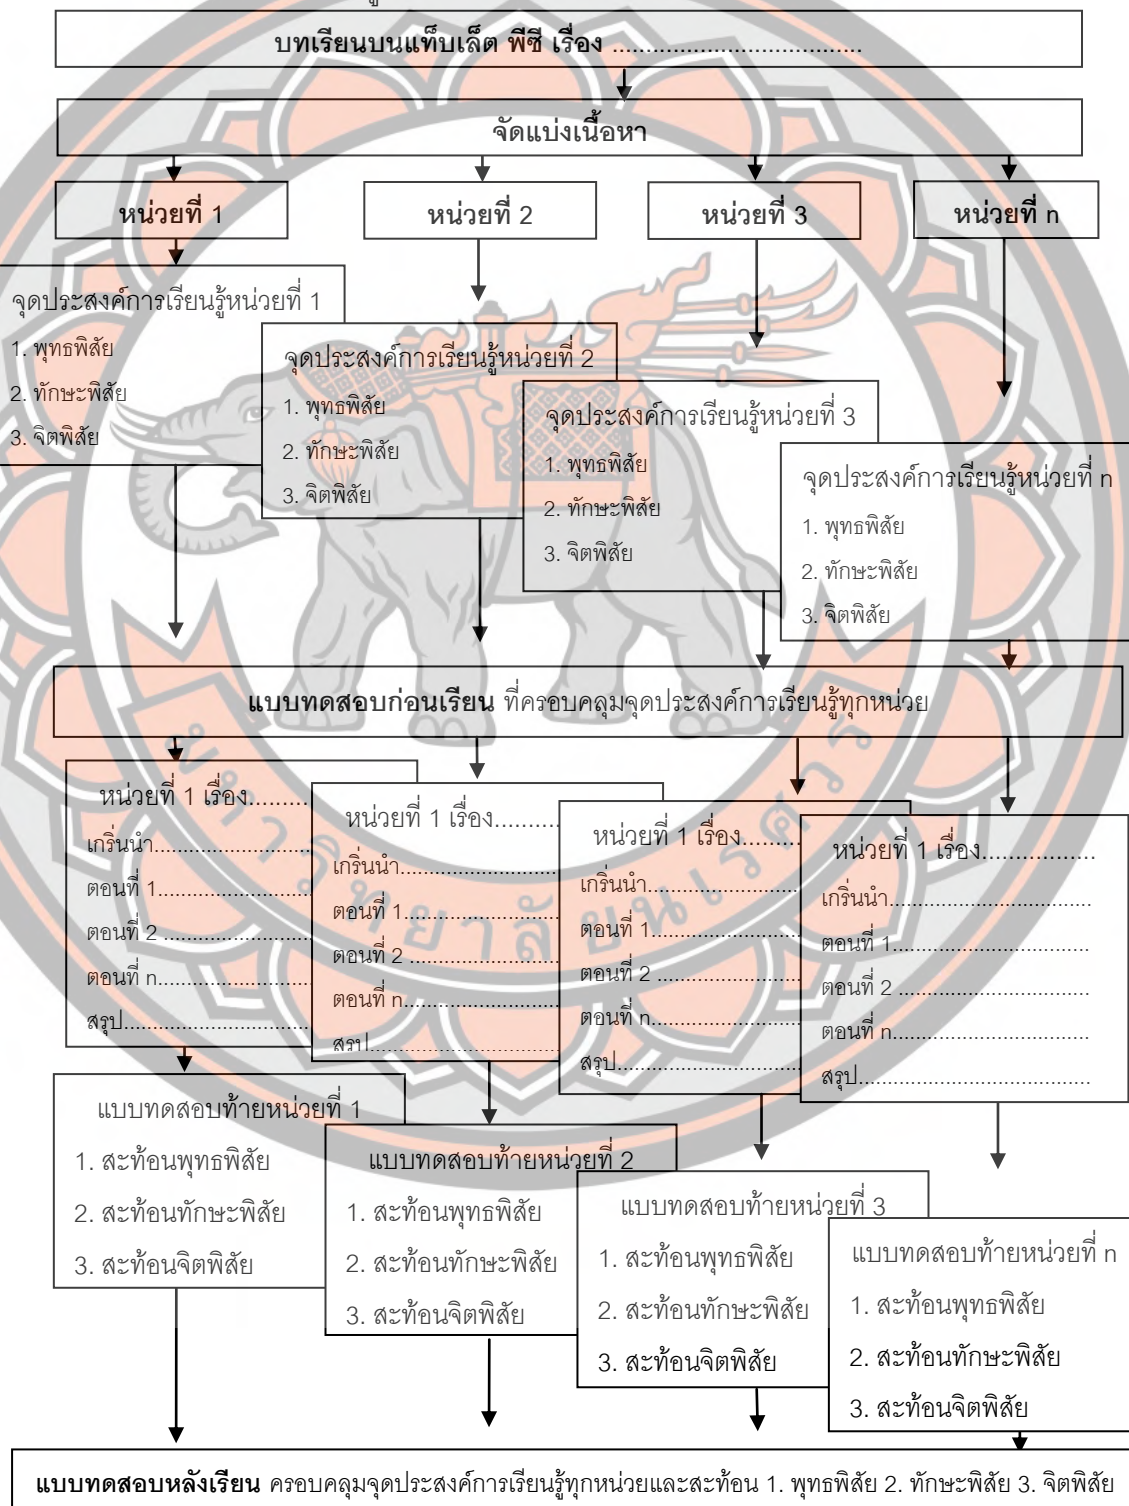 บทเรียนบนแท็บเล็ต พีซี เรื่อง ....................................
จัดแบ่งเนื้อหา
หน่วยที่ 1
หน่วยที่ 2
หน่วยที่ 3
หน่วยที่ n
จุดประสงค์การเรียนรู้หน่วยที่ 1
1. พุทธพิสัย
2. ทักษะพิสัย
3. จิตพิสัย
จุดประสงค์การเรียนรู้หน่วยที่ 2
1. พุทธพิสัย
2. ทักษะพิสัย
3. จิตพิสัย
จุดประสงค์การเรียนรู้หน่วยที่ 3
1. พุทธพิสัย
2. ทักษะพิสัย
3. จิตพิสัย
จุดประสงค์การเรียนรู้หน่วยที่ n
1. พุทธพิสัย
2. ทักษะพิสัย
3. จิตพิสัย
แบบทดสอบก่อนเรียน ที่ครอบคลุมจุดประสงค์การเรียนรู้ทุกหน่วย
หน่วยที่ 1 เรื่อง.........
เกริ่นนำ.........................
ตอนที่ 1.........................
ตอนที่ 2 ........................
ตอนที่ n.........................
สรุป..............................
หน่วยที่ 1 เรื่อง.........
เกริ่นนำ.........................
ตอนที่ 1.........................
ตอนที่ 2 ........................
ตอนที่ n.........................
สรุป..............................
หน่วยที่ 1 เรื่อง.........
เกริ่นนำ.........................
ตอนที่ 1.........................
ตอนที่ 2 ........................
ตอนที่ n.........................
สรุป..............................
หน่วยที่ 1 เรื่อง.................
เกริ่นนำ................................
ตอนที่ 1................................
ตอนที่ 2 ...............................
ตอนที่ n................................
สรุป.....................................
แบบทดสอบท้ายหน่วยที่ 1
1. สะท้อนพุทธพิสัย
2. สะท้อนทักษะพิสัย
3. สะท้อนจิตพิสัย
แบบทดสอบท้ายหน่วยที่ 2
1. สะท้อนพุทธพิสัย
2. สะท้อนทักษะพิสัย
3. สะท้อนจิตพิสัย
แบบทดสอบท้ายหน่วยที่ 3
1. สะท้อนพุทธพิสัย
2. สะท้อนทักษะพิสัย
3. สะท้อนจิตพิสัย
แบบทดสอบท้ายหน่วยที่ n
1. สะท้อนพุทธพิสัย
2. สะท้อนทักษะพิสัย
3. สะท้อนจิตพิสัย
แบบทดสอบหลังเรียน ครอบคลุมจุดประสงค์การเรียนรู้ทุกหน่วยและสะท้อน 1. พุทธพิสัย 2. ทักษะพิสัย 3. จิตพิสัย
มหาวิทยาลัยนเรศวร